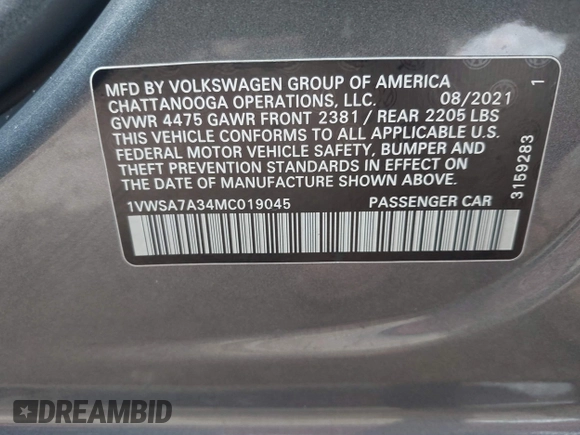 MFD BY VOLKSWAGEN GROUP OF AMERICA
CHATTANOOGA OPERATIONS, LLC. 08/2021 1
GVWR 4475 GAWR FRONT 2381 / REAR 2205 LBS
THIS VEHICLE CONFORMS TO ALL APPLICABLE U.S.
FEDERAL MOTOR VEHICLE SAFETY, BUMPER AND
THEFT PREVENTION STANDARDS IN EFFECT ON
THE DATE OF MANUFACTURE SHOWN ABOVE.
1VWSA7A34MC019045 PASSENGER CAR
3159283
DREAMBID